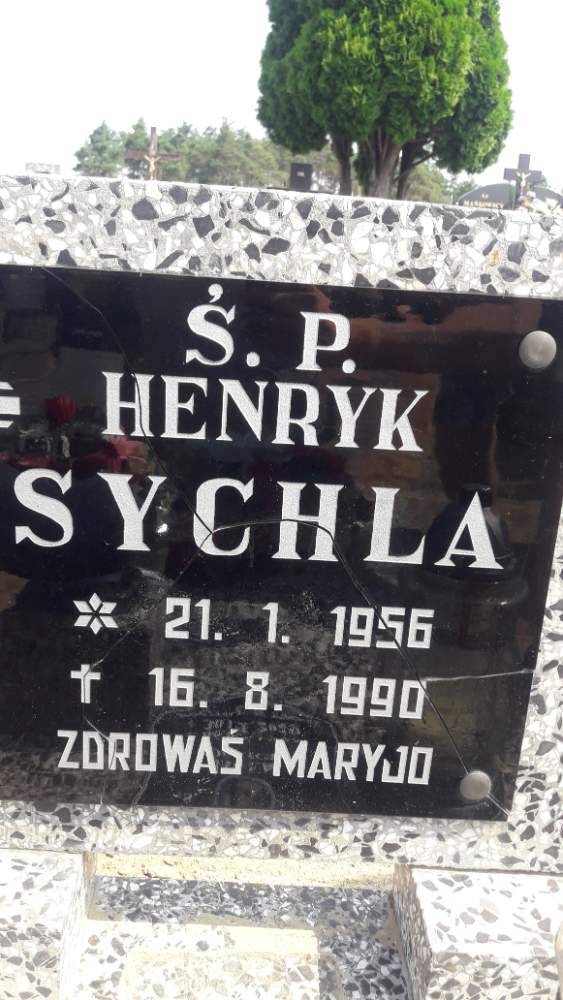 Ś. P.
HENRYK
SYCHLA
* 21. 1. 1956
† 16. 8. 1990
ZDROWAŚ MARYJO